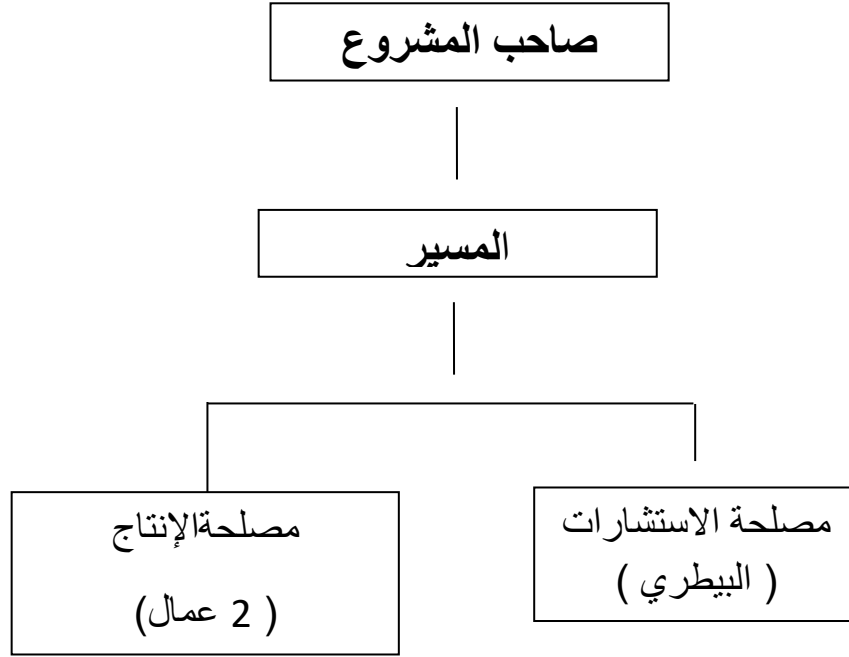 صاحب المشروع
المسير
مصلحة الاستشارات
( البيطري )
مصلحةالإنتاج
( 2 عمال)